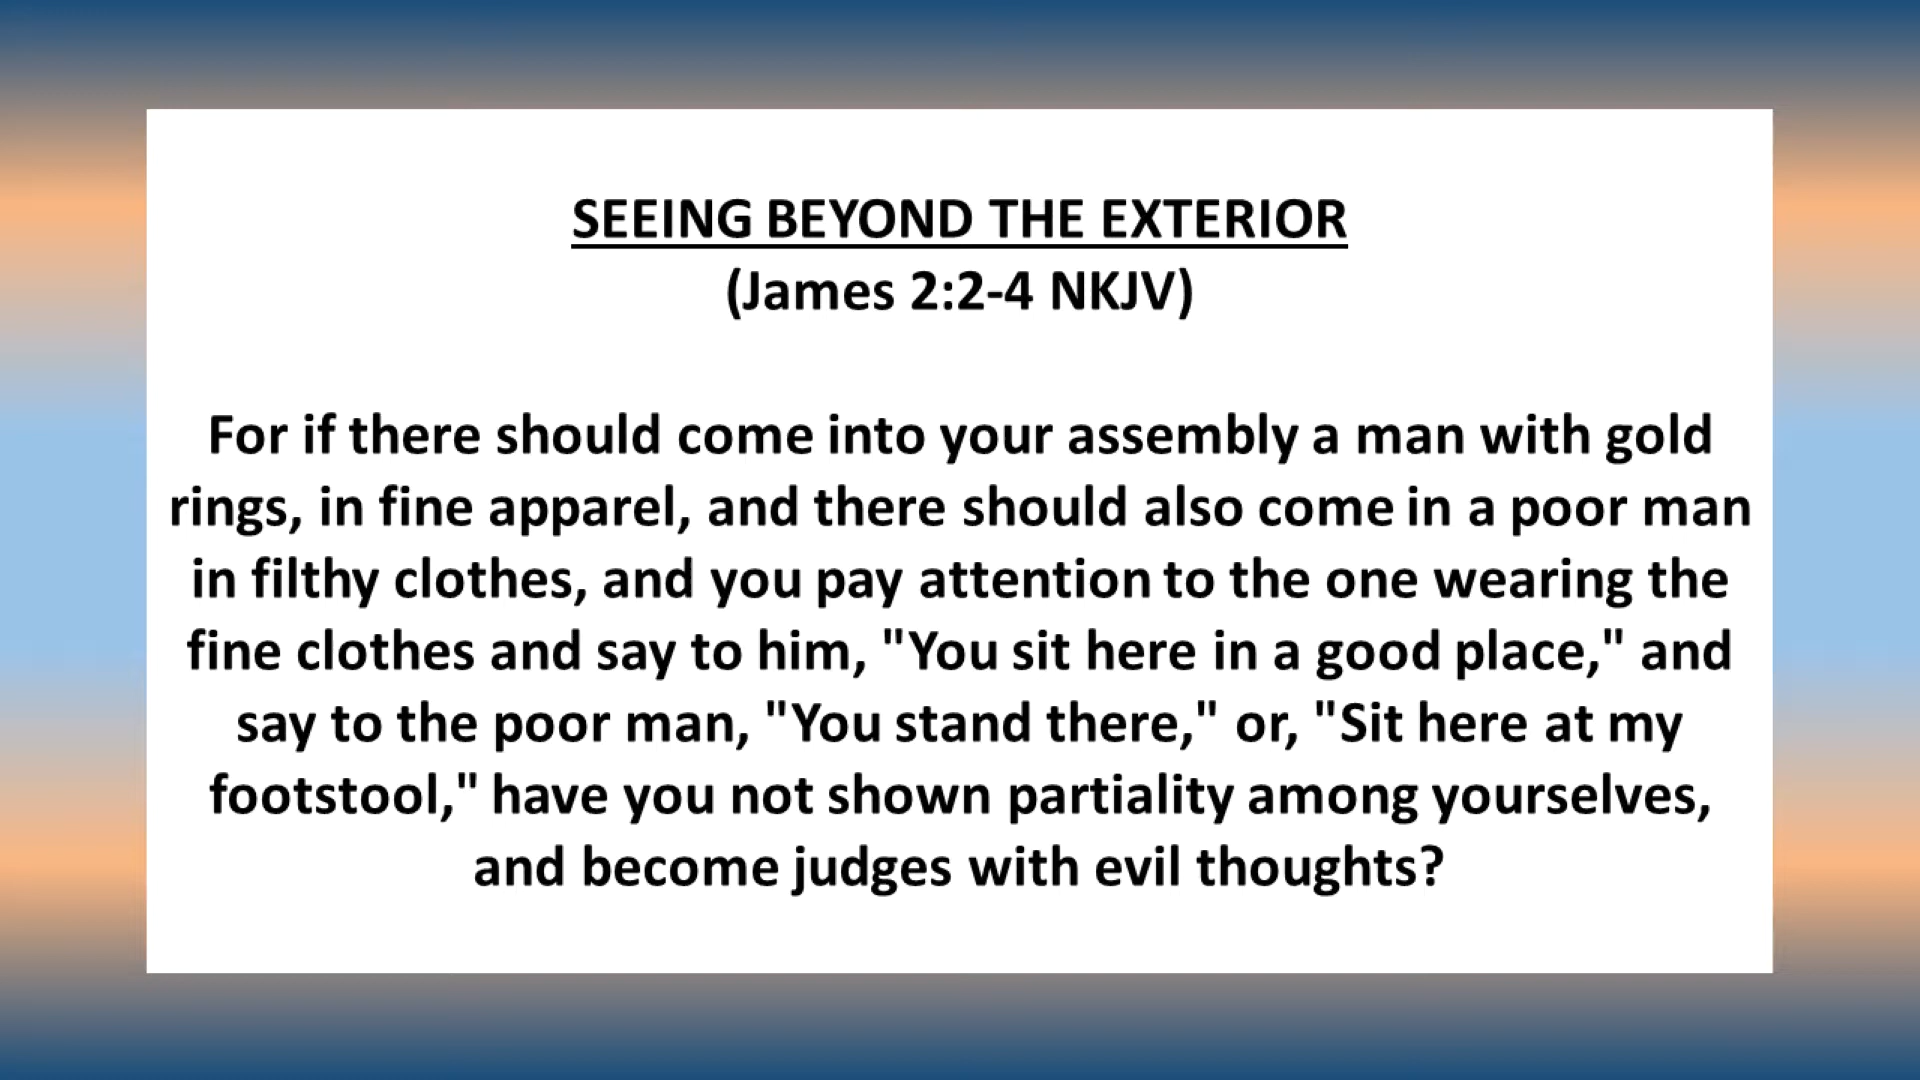 SEEING BEYOND THE EXTERIOR
(James 2:2-4 NKJV)
For if there should come into your assembly a man with gold
rings, in fine apparel, and there should also come in a poor man
in filthy clothes, and you pay attention to the one wearing the
fine clothes and say to him, "You sit here in a good place," and
say to the poor man, "You stand there," or, "Sit here at my
footstool," have you not shown partiality among yourselves,
and become judges with evil thoughts?